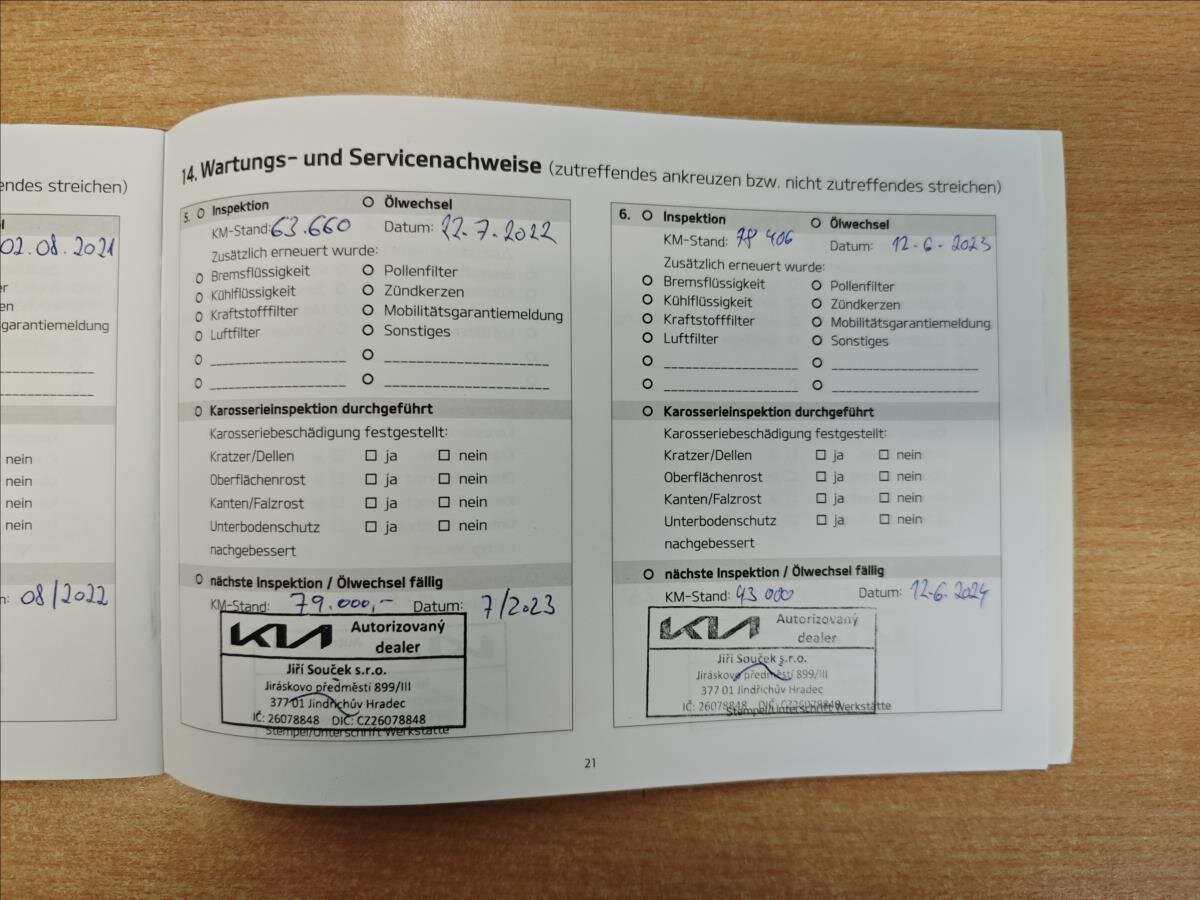 endes streichen)
02.08.2021
garantiemeldung
nein
nein
nein
nein
08/2022
14. Wartungs- und Servicenachweise (zutreffendes ankreuzen bzw. nicht zutreffendes streichen)
5. Inspektion Ölwechsel
KM-Stand: 63.660 Datum: 12.7.2022
Zusätzlich erneuert wurde:
Bremsflüssigkeit Pollenfilter
Kühlflüssigkeit Zündkerzen
Kraftstofffilter Mobilitätsgarantiemeldung
Luftfilter Sonstiges
Karosserieinspektion durchgeführt
Karosseriebeschädigung festgestellt:
Kratzer/Dellen ja nein
Oberflächenrost ja nein
Kanten/Falzrost ja nein
Unterbodenschutz ja nein
nachgebessert
nächste Inspektion / Ölwechsel fällig
KM-Stand: 79.000,- Datum: 7/2023
KIA Autorizovaný
dealer
Jiří Souček s.r.o.
Jiráskovo předměstí 899/III
377 01 Jindřichův Hradec
IČ: 26078848 DIČ: CZ26078848
Stempel/Unterschrift Werkstätte
6. Inspektion Ölwechsel
KM-Stand: 78 406 Datum: 12-6-2023
Zusätzlich erneuert wurde:
Bremsflüssigkeit Pollenfilter
Kühlflüssigkeit Zündkerzen
Kraftstofffilter Mobilitätsgarantiemeldung
Luftfilter Sonstiges
Karosserieinspektion durchgeführt
Karosseriebeschädigung festgestellt:
Kratzer/Dellen ja nein
Oberflächenrost ja nein
Kanten/Falzrost ja nein
Unterbodenschutz ja nein
nachgebessert
nächste Inspektion / Ölwechsel fällig
KM-Stand: 93 000 Datum: 12-6-2024
KIA Autorizovaný
dealer
Jiří Souček s.r.o.
Jiráskovo předměstí 899/III
377 01 Jindřichův Hradec
IČ: 26078848 DIČ: CZ26078848
Stempel/Unterschrift Werkstätte
21